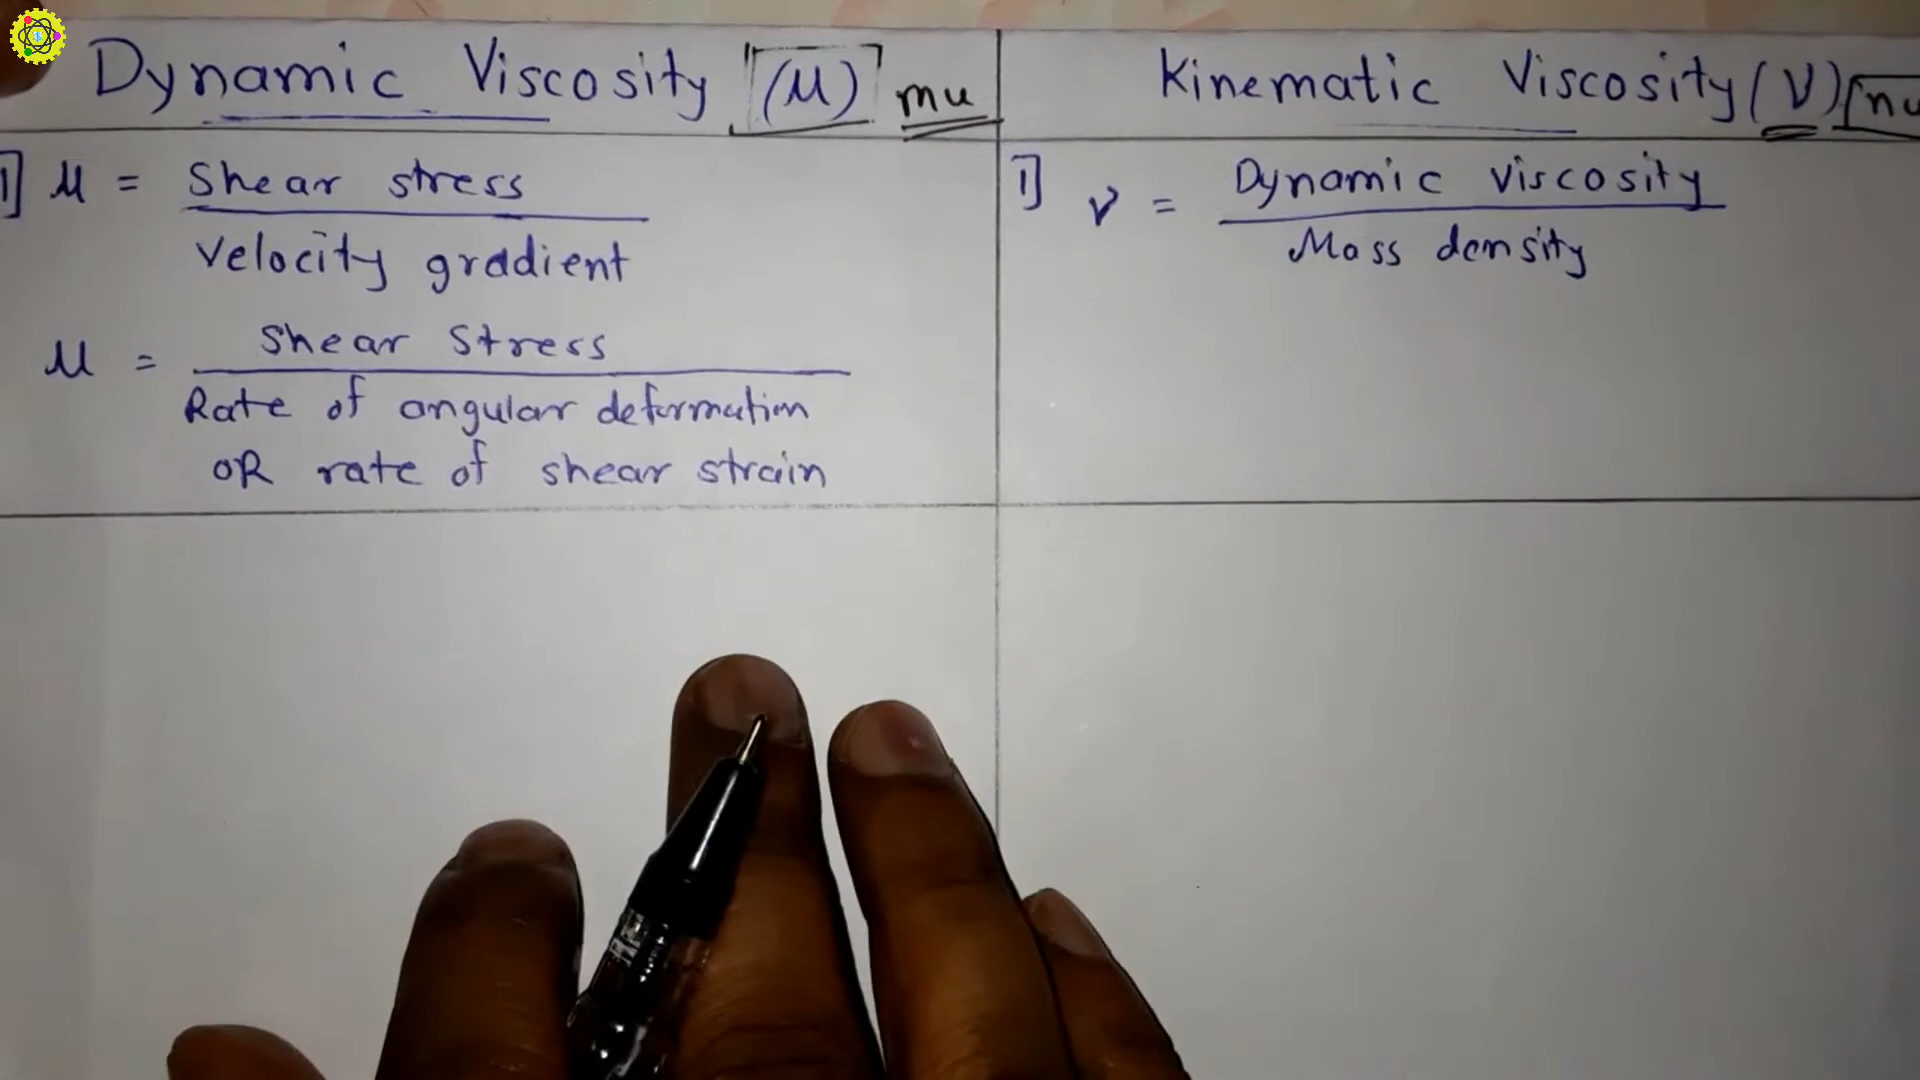 Dynamic Viscosity (μ) mu
Kinematic Viscosity (ν) nu
1] μ = Shear stress
Velocity gradient
μ = Shear Stress
Rate of angular deformation
OR rate of shear strain
1] ν = Dynamic viscosity
Mass density